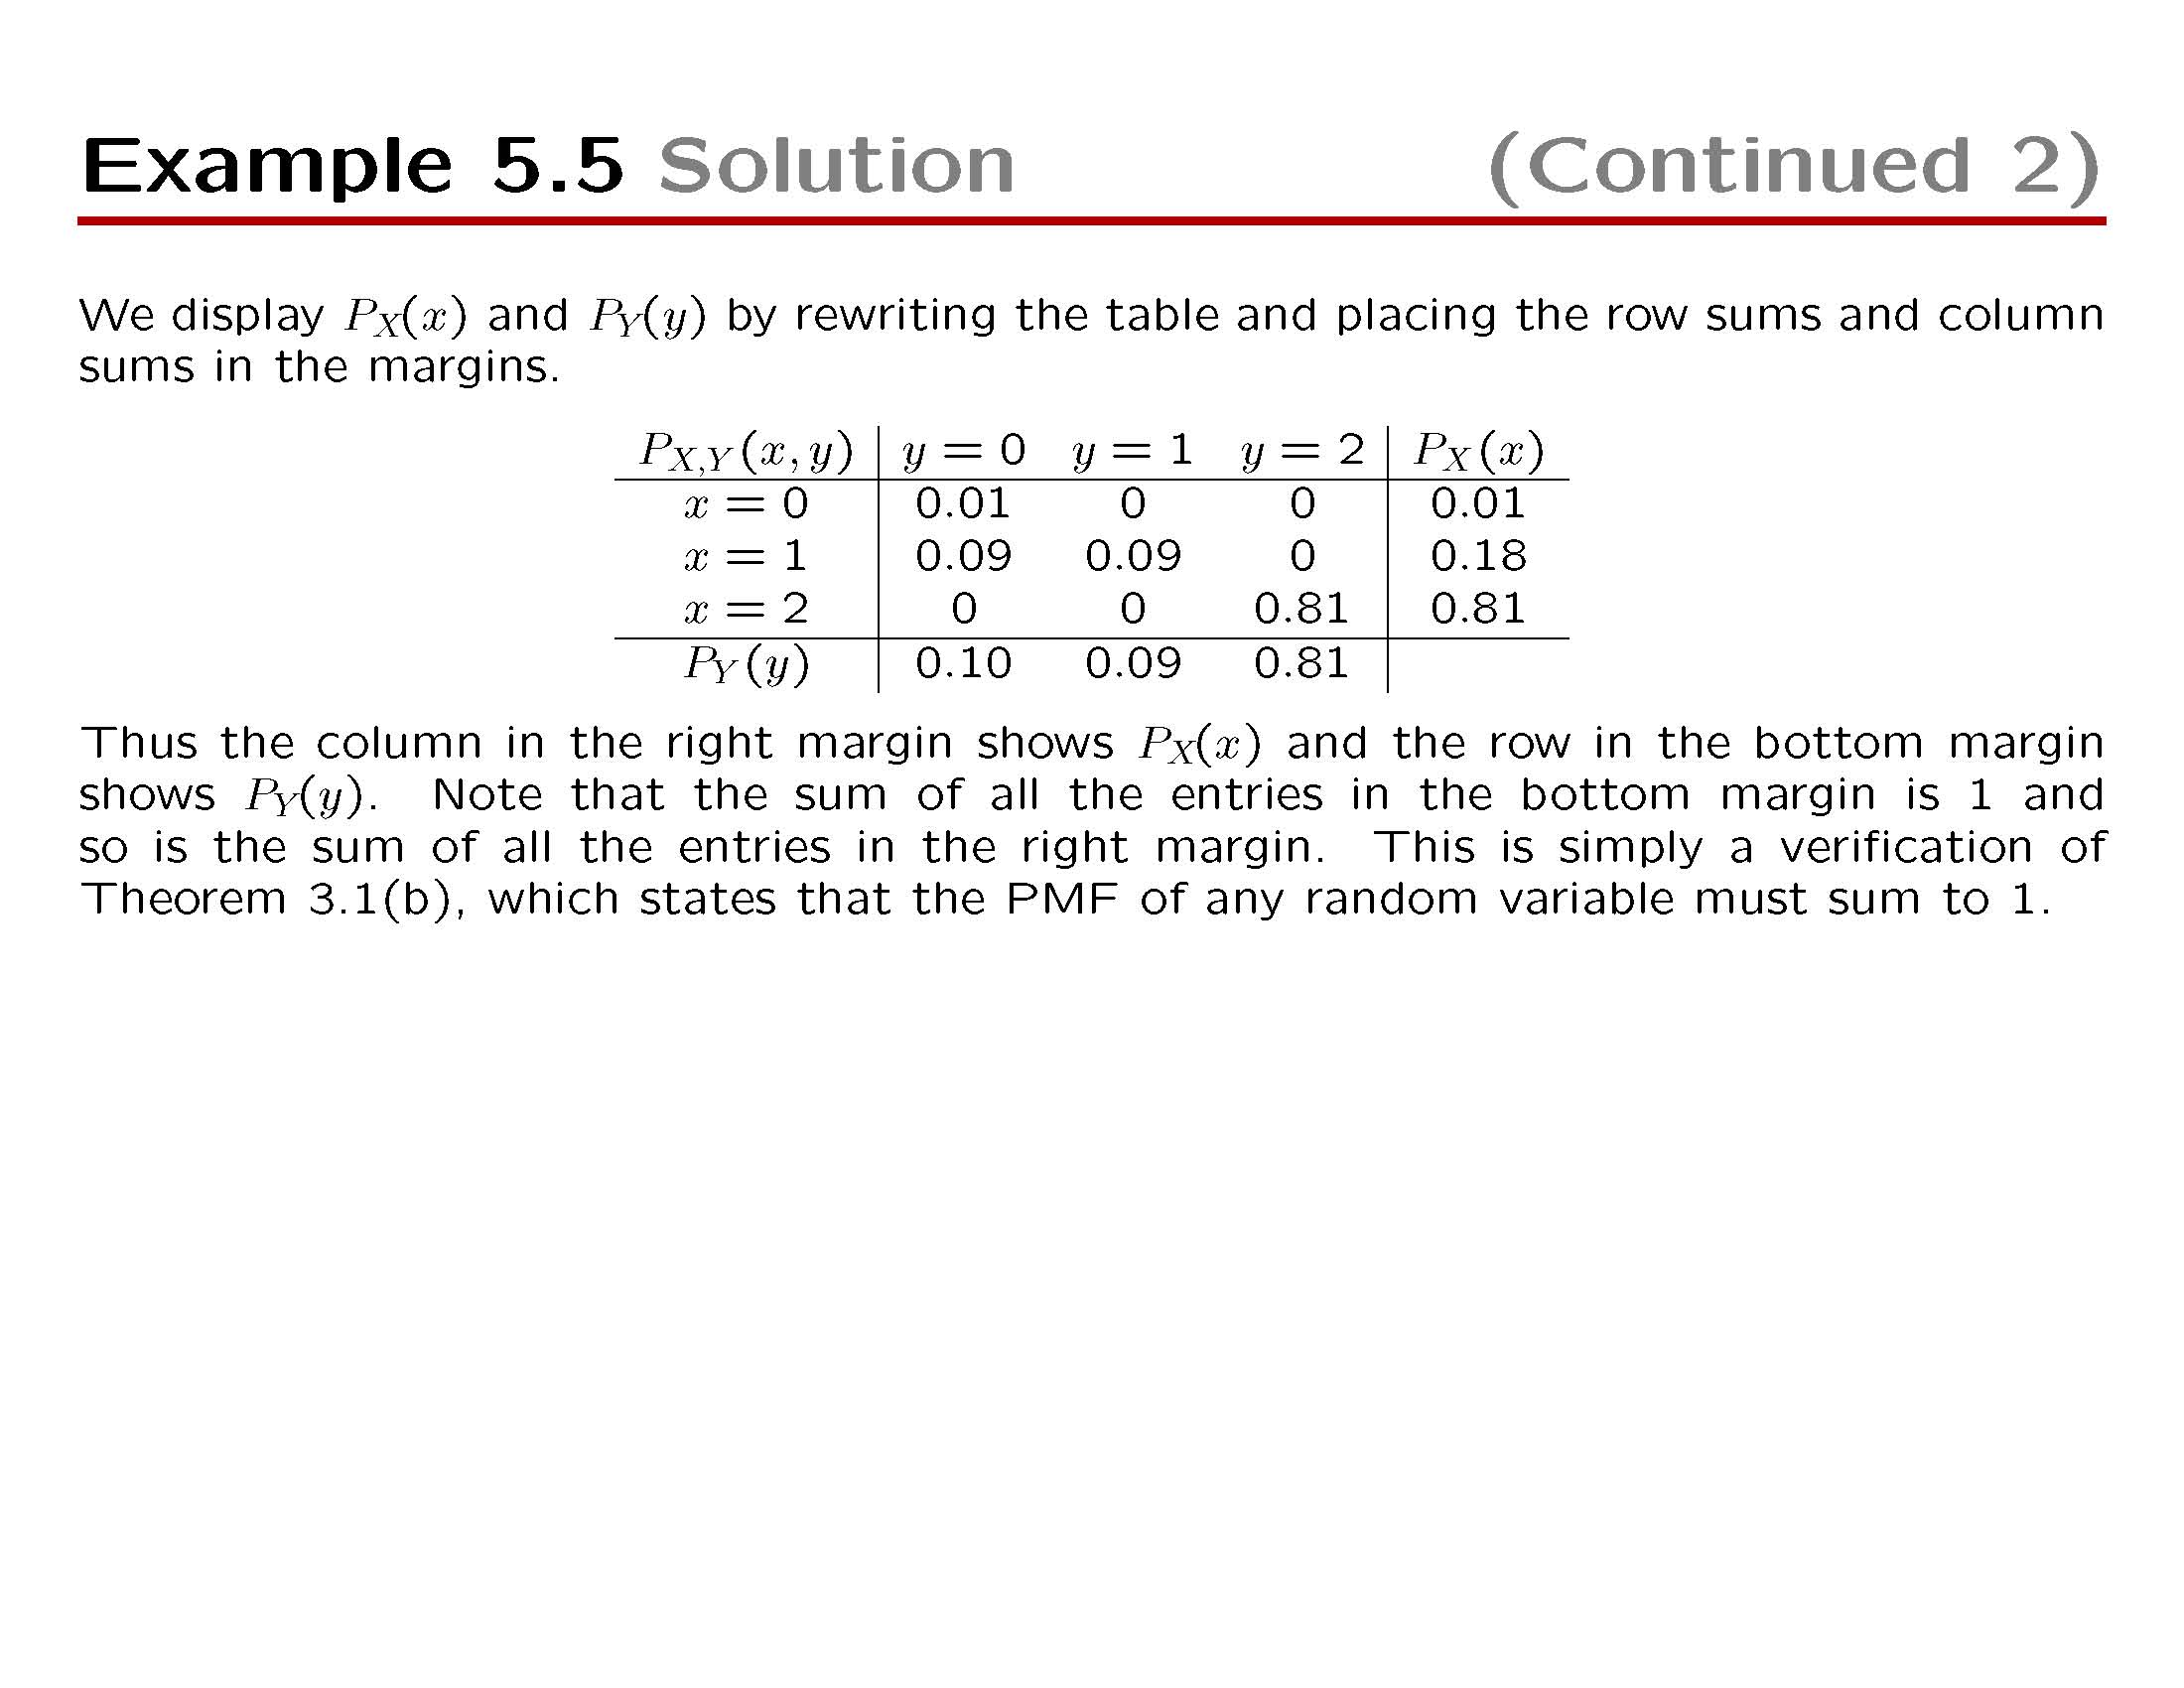 Example 5.5 Solution (Continued 2)
We display P_X(x) and P_Y(y) by rewriting the table and placing the row sums and column
sums in the margins.
P_{X,Y}(x, y) y = 0 y = 1 y = 2 P_X(x)
x = 0 0.01 0 0 0.01
x = 1 0.09 0.09 0 0.18
x = 2 0 0 0.81 0.81
P_Y(y) 0.10 0.09 0.81
Thus the column in the right margin shows P_X(x) and the row in the bottom margin
shows P_Y(y). Note that the sum of all the entries in the bottom margin is 1 and
so is the sum of all the entries in the right margin. This is simply a verification of
Theorem 3.1(b), which states that the PMF of any random variable must sum to 1.